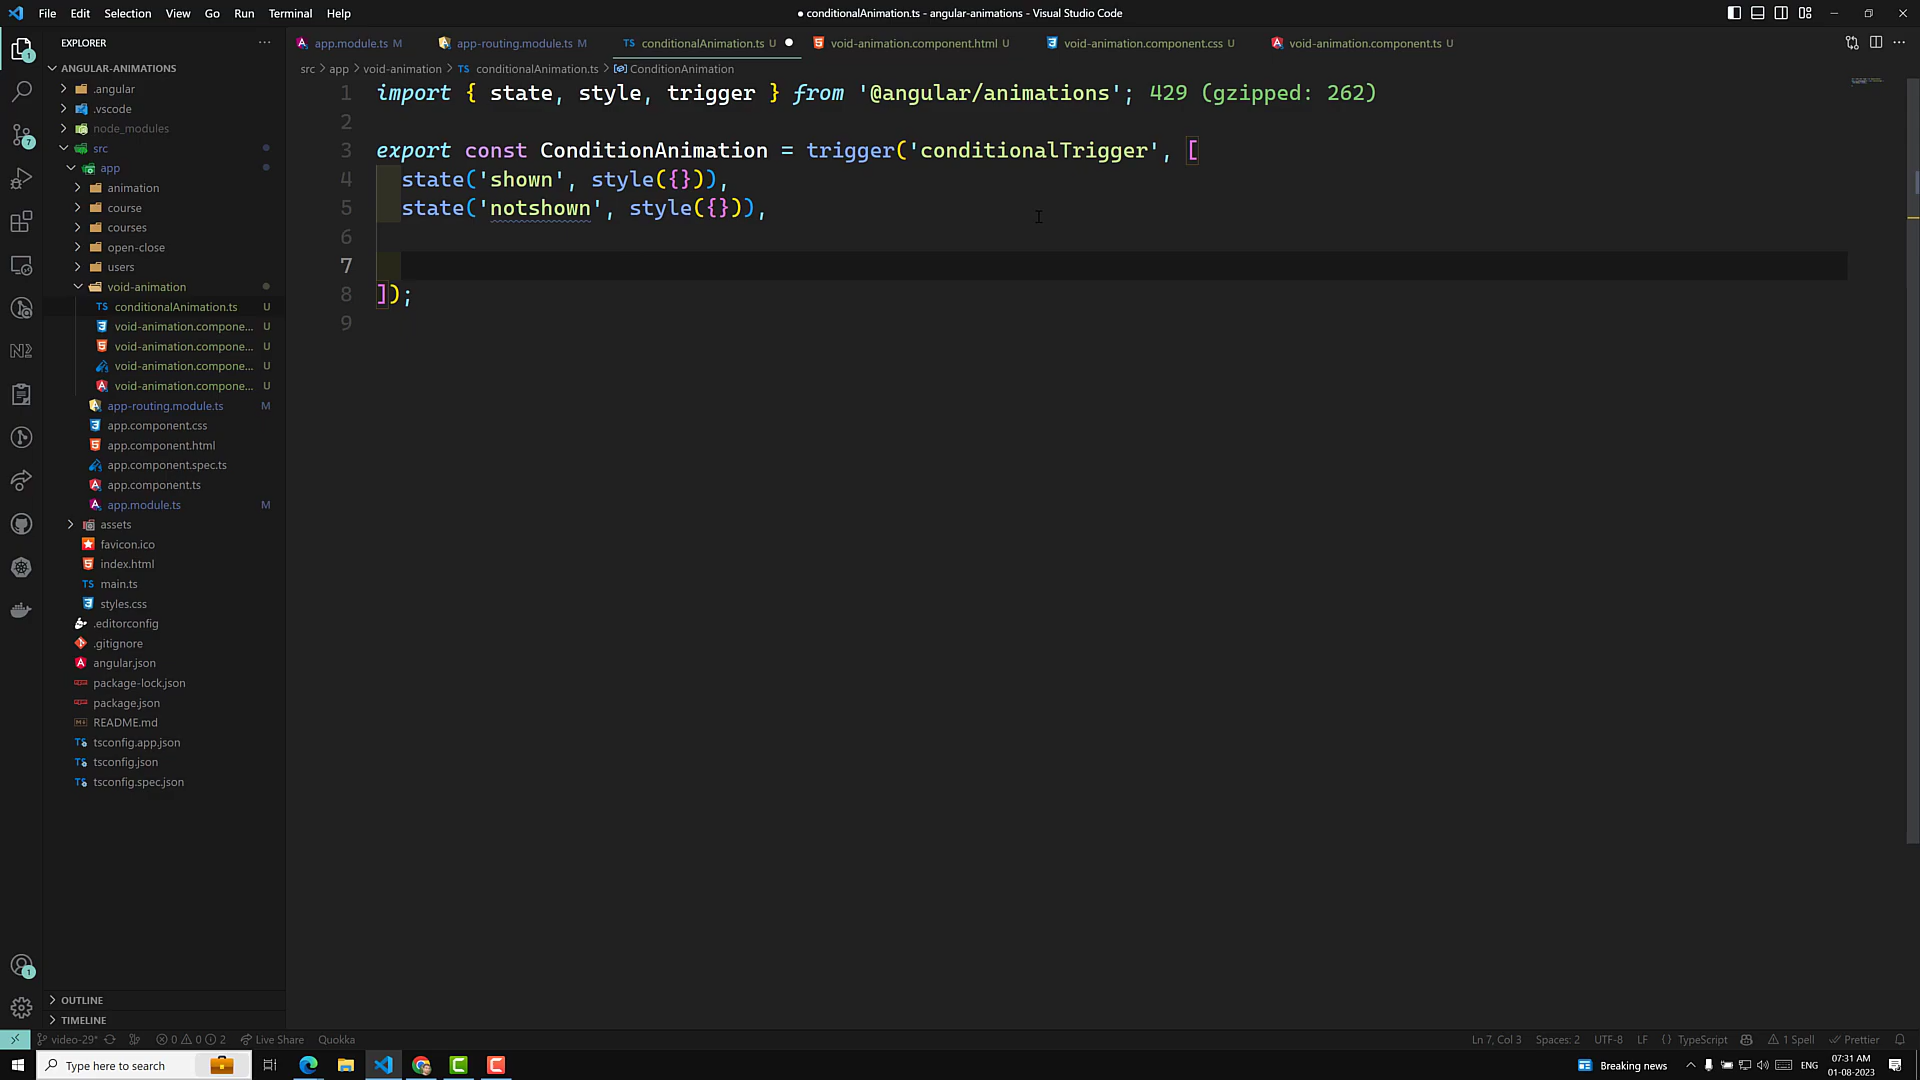 File Edit Selection View Go Run Terminal Help
● conditionalAnimation.ts - angular-animations - Visual Studio Code
EXPLORER
ANGULAR-ANIMATIONS
.angular
.vscode
node_modules
src
app
animation
course
courses
open-close
users
void-animation
conditionalAnimation.ts U
void-animation.compone... U
void-animation.compone... U
void-animation.compone... U
void-animation.compone... U
app-routing.module.ts M
app.component.css
app.component.html
app.component.spec.ts
app.component.ts
app.module.ts M
assets
favicon.ico
index.html
main.ts
styles.css
.editorconfig
.gitignore
angular.json
package-lock.json
package.json
README.md
tsconfig.app.json
tsconfig.json
tsconfig.spec.json
OUTLINE
TIMELINE
app.module.ts M app-routing.module.ts M TS conditionalAnimation.ts U void-animation.component.html U void-animation.component.css U void-animation.component.ts U
src > app > void-animation > TS conditionalAnimation.ts > ConditionAnimation
1 import { state, style, trigger } from '@angular/animations'; 429 (gzipped: 262)
2
3 export const ConditionAnimation = trigger('conditionalTrigger', [
4 state('shown', style({})),
5 state('notshown', style({})),
6
7
8 ]);
9
video-29* 0 0 2 Live Share Quokka
Ln 7, Col 3 Spaces: 2 UTF-8 LF {} TypeScript 1 Spell Prettier
Type here to search
Breaking news
ENG
07:31 AM
01-08-2023